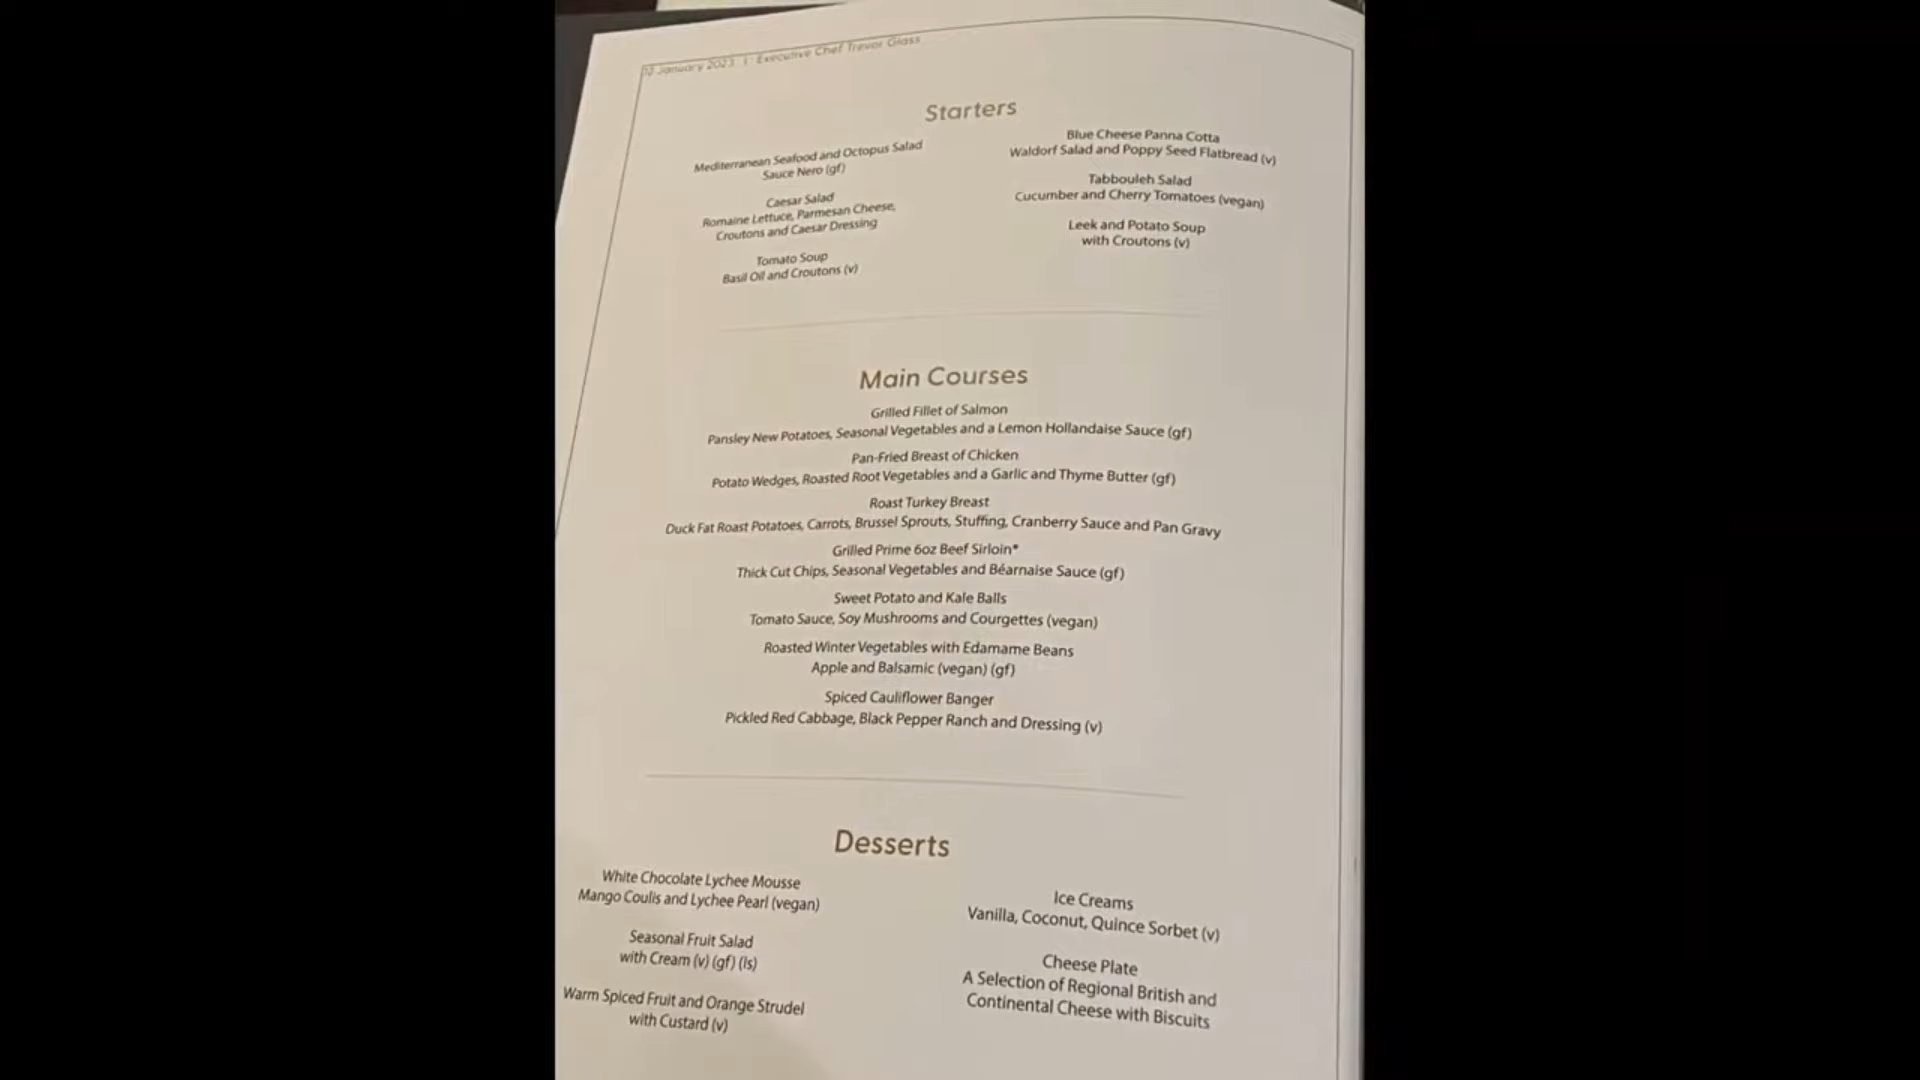 12 January 2023 | Executive Chef Trevor Glass
Starters
Mediterranean Seafood and Octopus Salad
Sauce Nero (gf)
Caesar Salad
Romaine Lettuce, Parmesan Cheese,
Croutons and Caesar Dressing
Tomato Soup
Basil Oil and Croutons (v)
Blue Cheese Panna Cotta
Waldorf Salad and Poppy Seed Flatbread (v)
Tabbouleh Salad
Cucumber and Cherry Tomatoes (vegan)
Leek and Potato Soup
with Croutons (v)
Main Courses
Grilled Fillet of Salmon
Pansley New Potatoes, Seasonal Vegetables and a Lemon Hollandaise Sauce (gf)
Pan-Fried Breast of Chicken
Potato Wedges, Roasted Root Vegetables and a Garlic and Thyme Butter (gf)
Roast Turkey Breast
Duck Fat Roast Potatoes, Carrots, Brussel Sprouts, Stuffing, Cranberry Sauce and Pan Gravy
Grilled Prime 6oz Beef Sirloin*
Thick Cut Chips, Seasonal Vegetables and Béarnaise Sauce (gf)
Sweet Potato and Kale Balls
Tomato Sauce, Soy Mushrooms and Courgettes (vegan)
Roasted Winter Vegetables with Edamame Beans
Apple and Balsamic (vegan) (gf)
Spiced Cauliflower Banger
Pickled Red Cabbage, Black Pepper Ranch and Dressing (v)
Desserts
White Chocolate Lychee Mousse
Mango Coulis and Lychee Pearl (vegan)
Seasonal Fruit Salad
with Cream (v) (gf) (ls)
Warm Spiced Fruit and Orange Strudel
with Custard (v)
Ice Creams
Vanilla, Coconut, Quince Sorbet (v)
Cheese Plate
A Selection of Regional British and
Continental Cheese with Biscuits